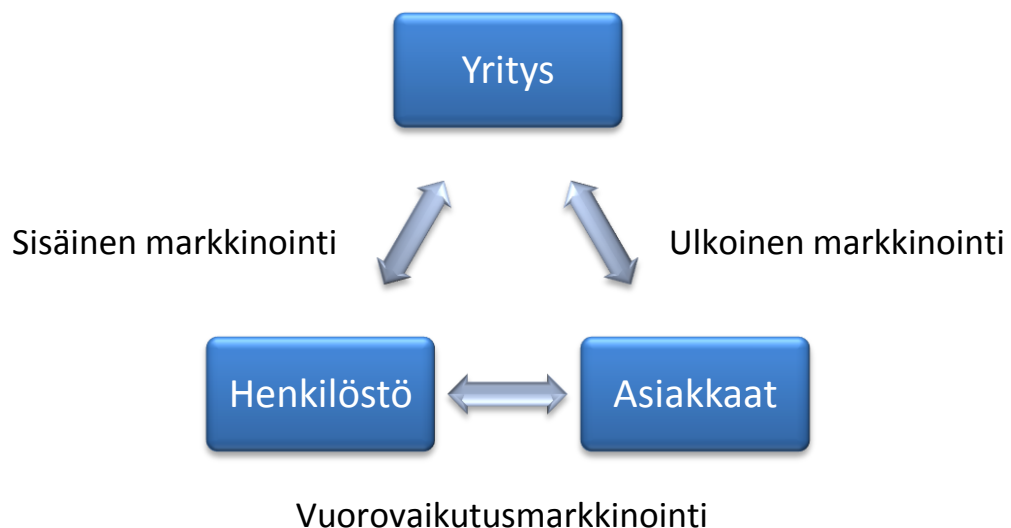 Yritys
Sisäinen markkinointi
Ulkoinen markkinointi
Henkilöstö
Asiakkaat
Vuorovaikutusmarkkinointi